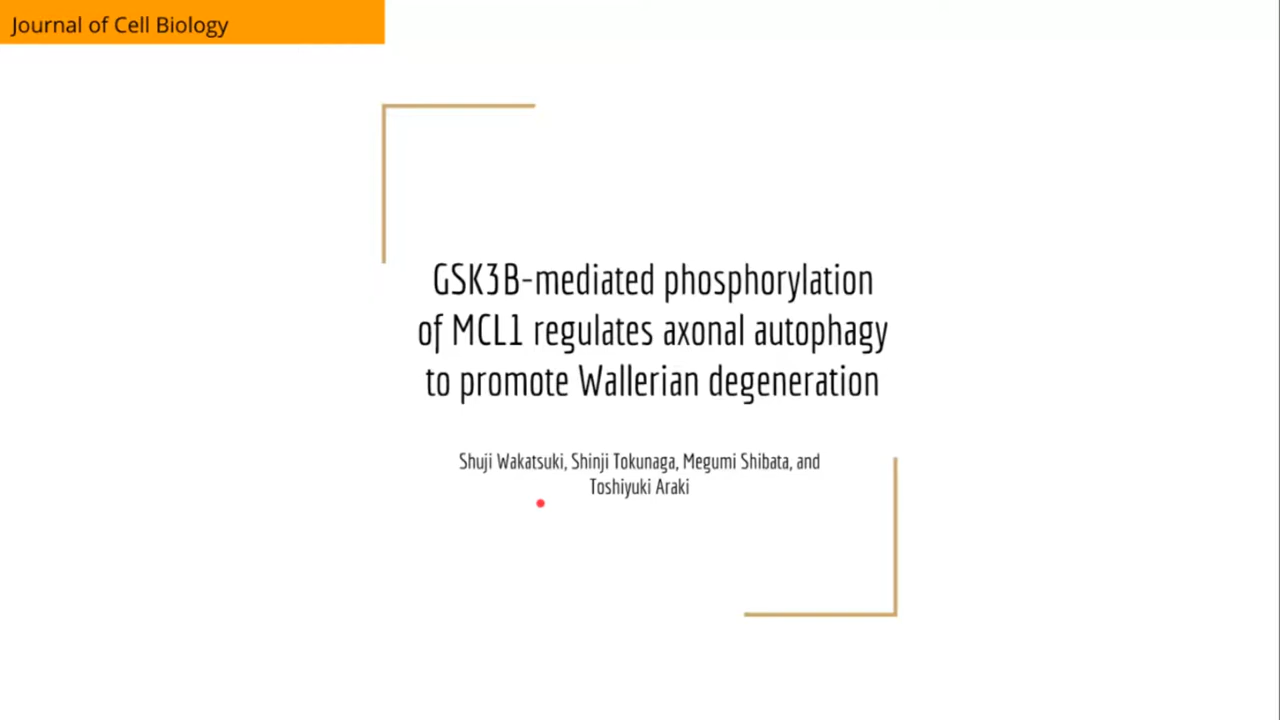 Journal of Cell Biology
GSK3B-mediated phosphorylation
of MCL1 regulates axonal autophagy
to promote Wallerian degeneration
Shuji Wakatsuki, Shinji Tokunaga, Megumi Shibata, and
Toshiyuki Araki